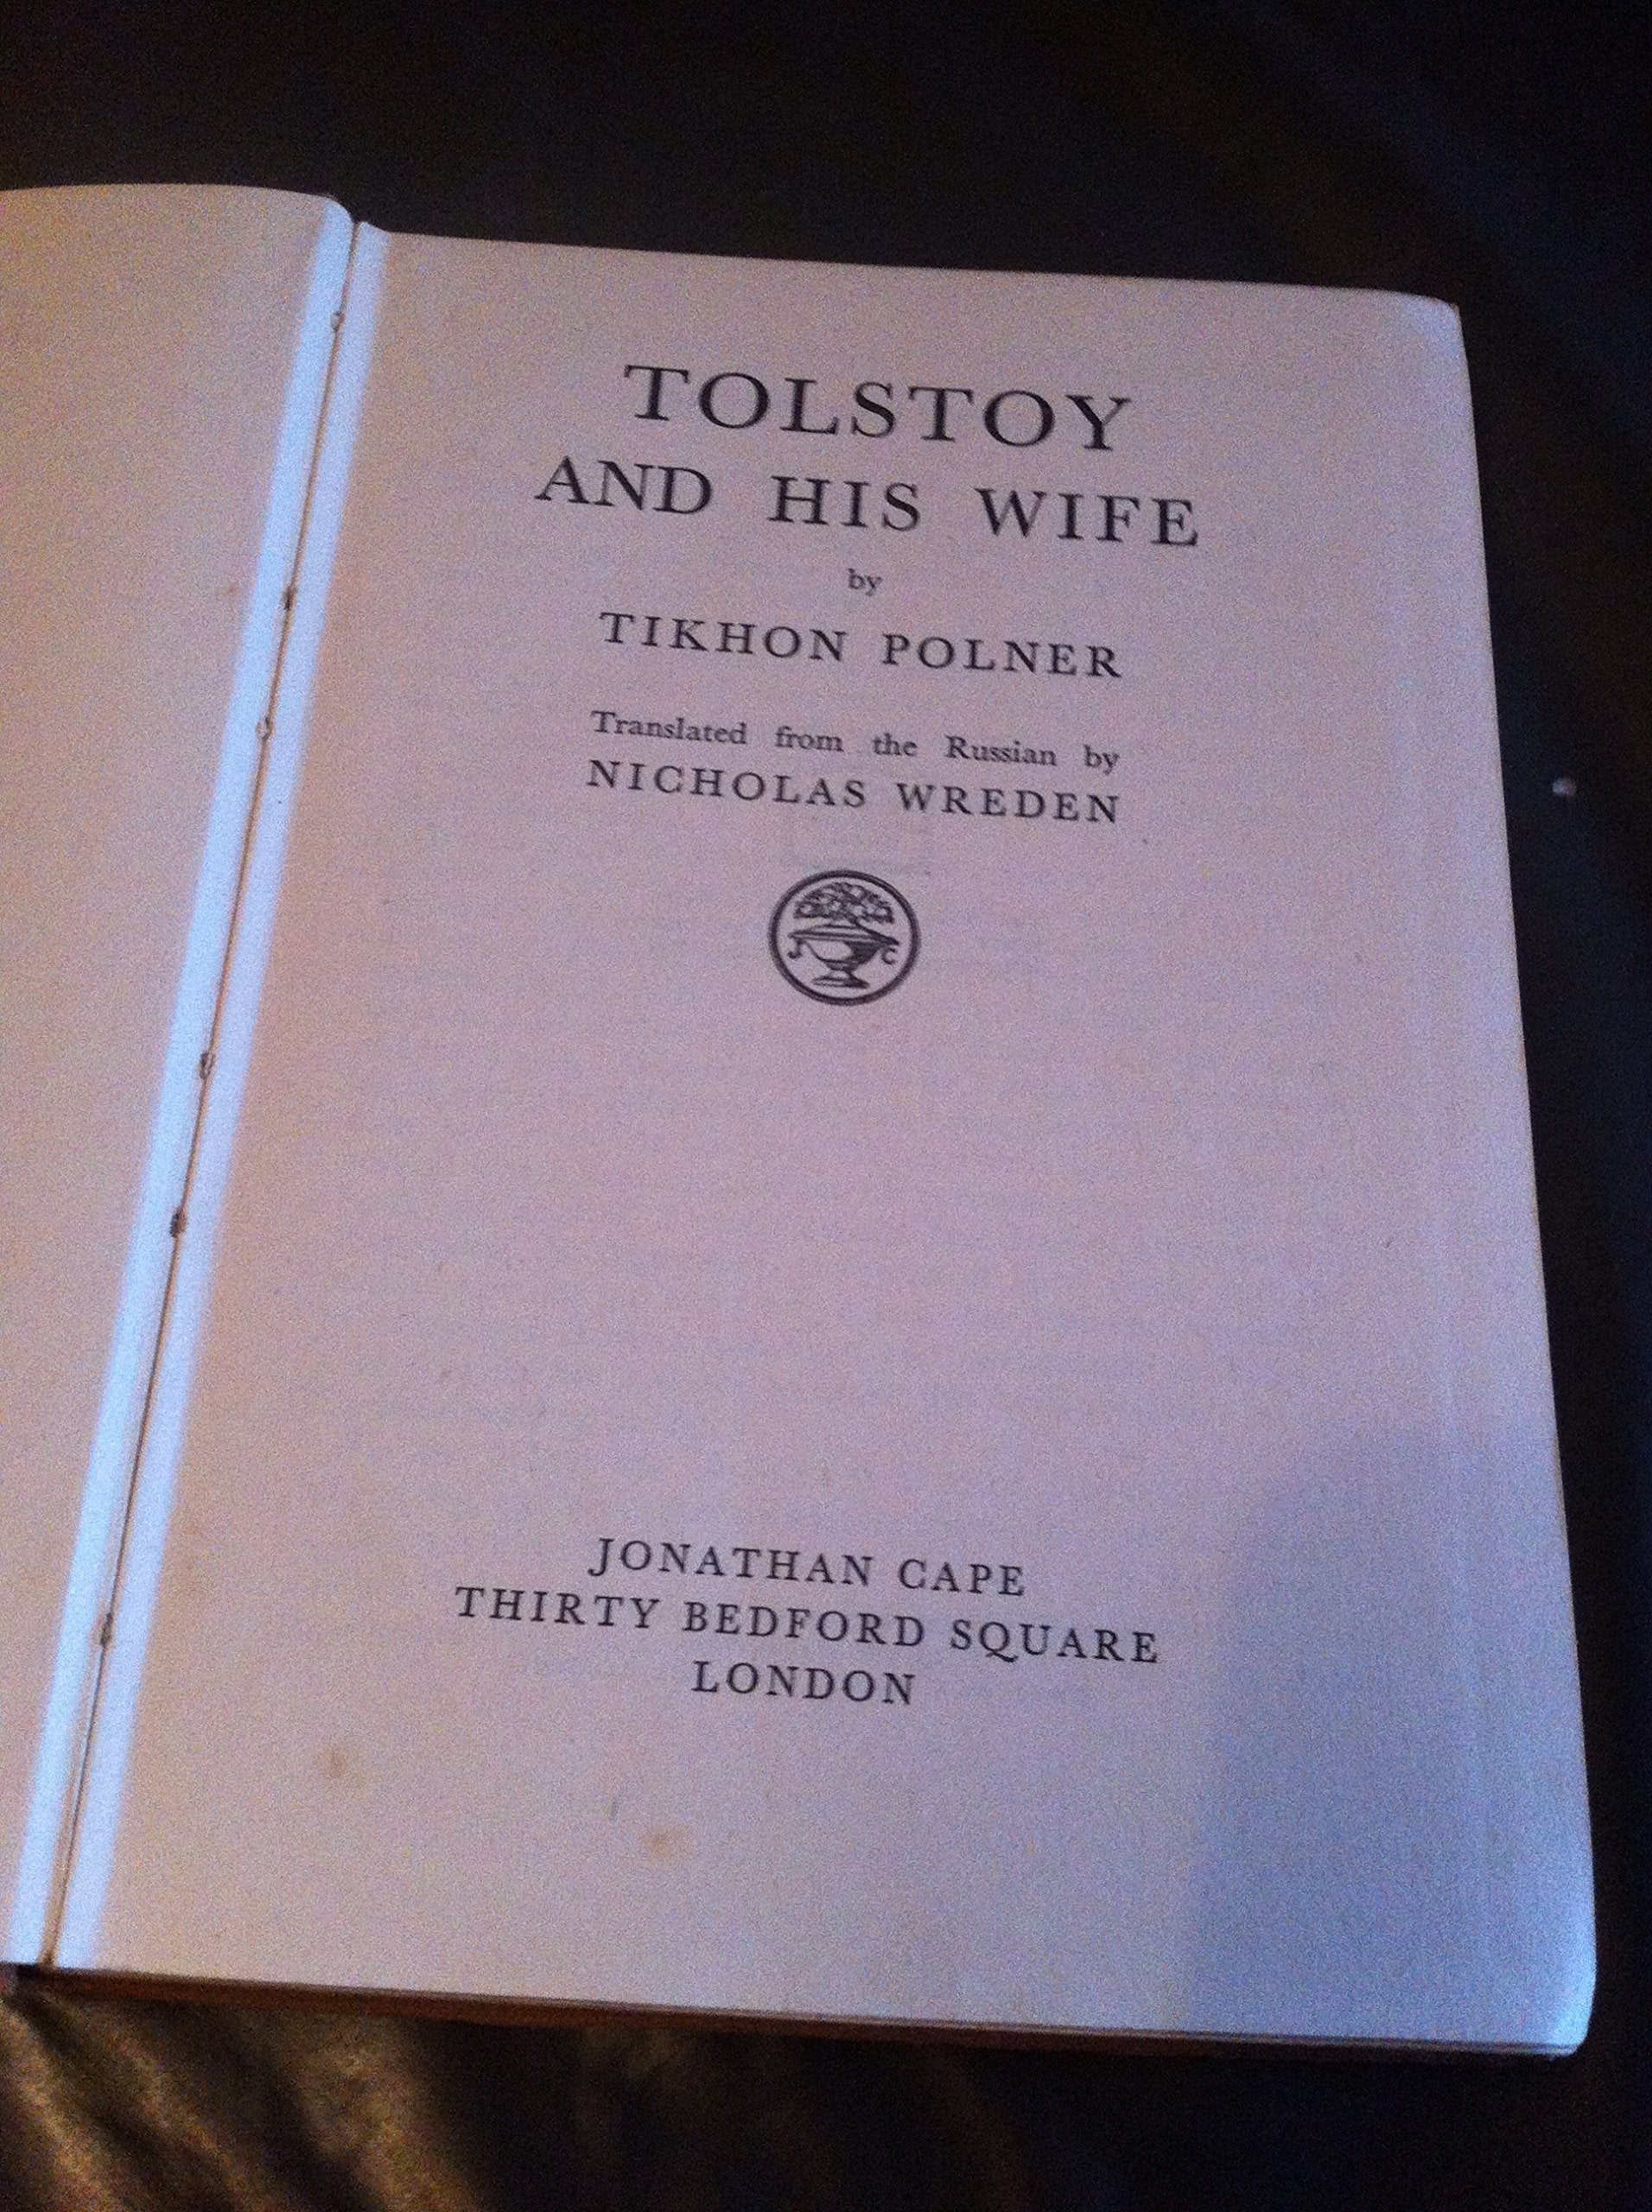 TOLSTOY
AND HIS WIFE
by
TIKHON POLNER
Translated from the Russian by
NICHOLAS WREDEN
J C
JONATHAN CAPE
THIRTY BEDFORD SQUARE
LONDON